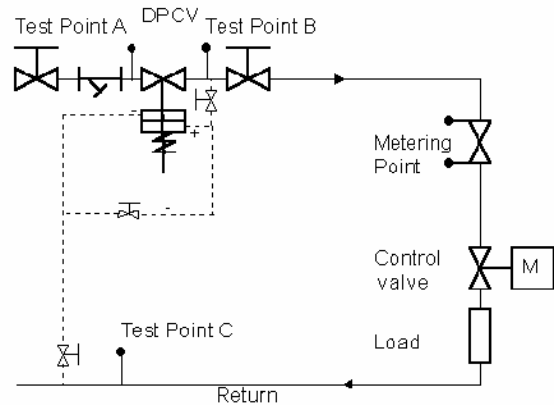 DPCV
Test Point A
Test Point B
-
+
-
Metering
Point
Control
valve
M
Load
Test Point C
Return